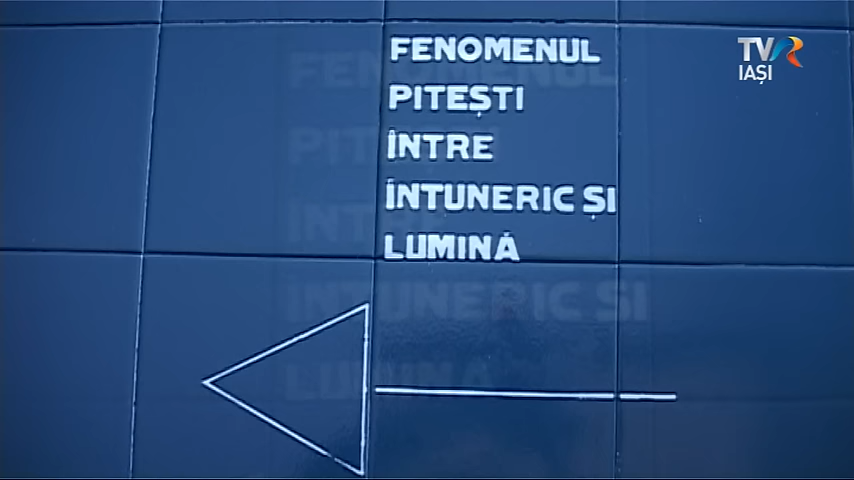 FENOMENUL
PITEȘTI
ÎNTRE
ÎNTUNERIC ȘI
LUMINĂ
TVR
IAȘI